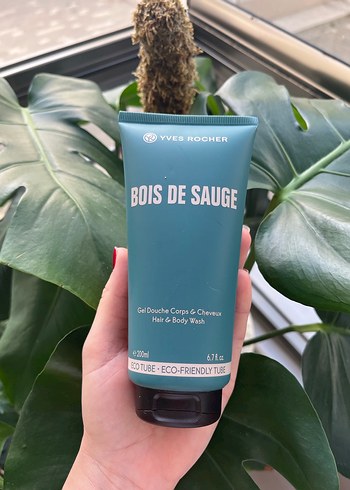 YVES ROCHER
BOIS DE SAUGE
Gel Douche Corps & Cheveux
Hair & Body Wash
℮ 200ml 6.7 fl. oz.
ECO TUBE - ECO-FRIENDLY TUBE